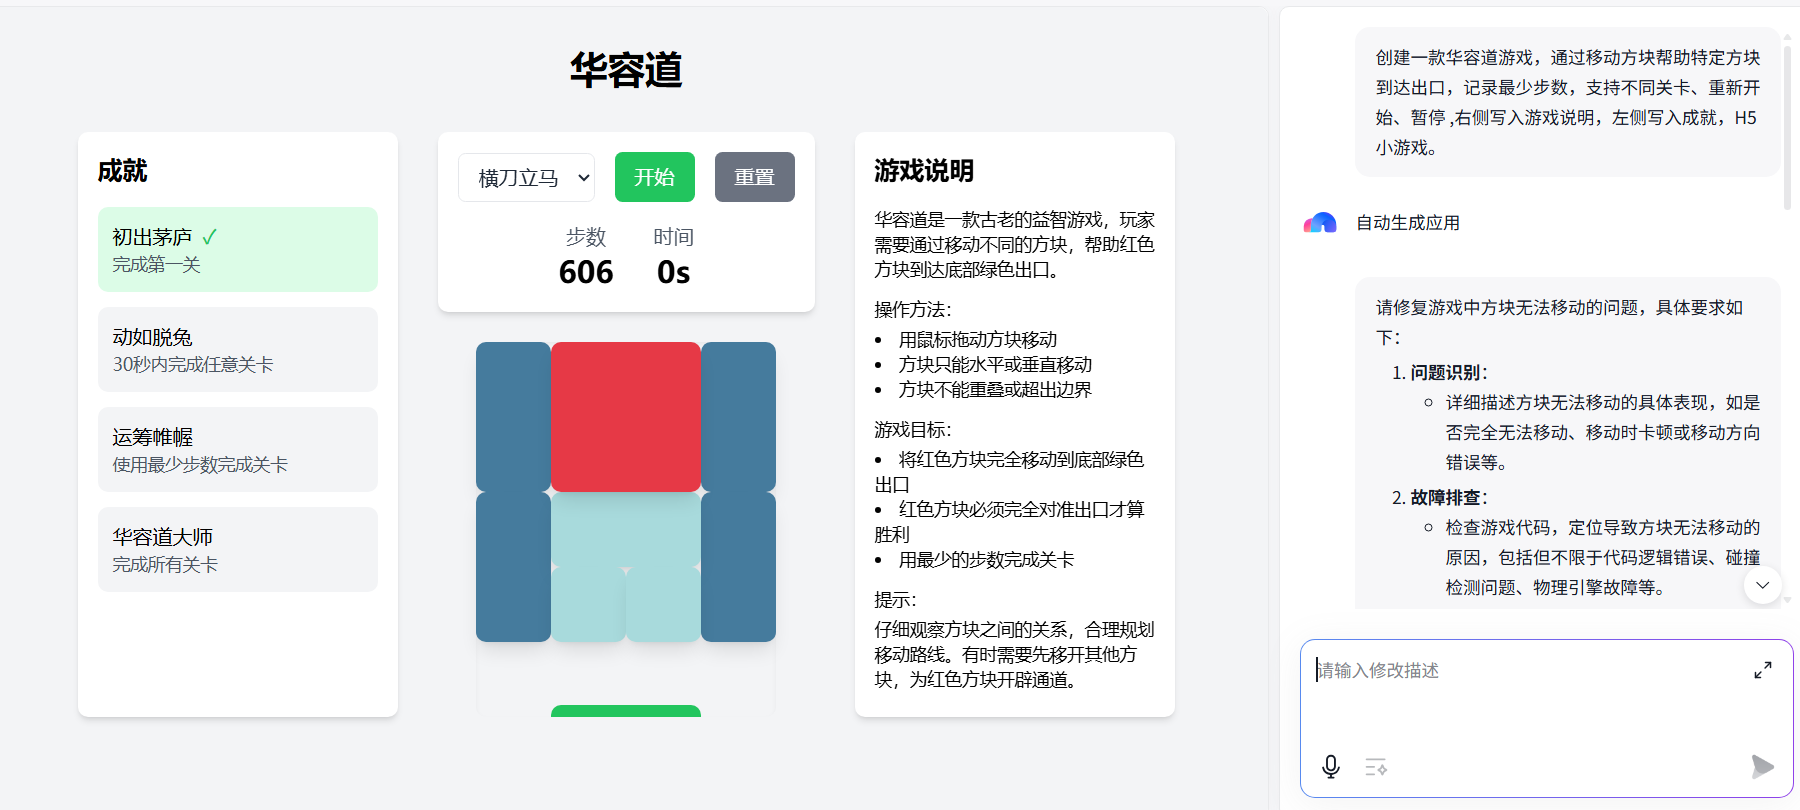 华容道
成就
初出茅庐 ✓
完成第一关
动如脱兔
30秒内完成任意关卡
运筹帷幄
使用最少步数完成关卡
华容道大师
完成所有关卡
横刀立马
开始
重置
步数
时间
606
0s
游戏说明
华容道是一款古老的益智游戏，玩家
需要通过移动不同的方块，帮助红色
方块到达底部绿色出口。
操作方法：
• 用鼠标拖动方块移动
• 方块只能水平或垂直移动
• 方块不能重叠或超出边界
游戏目标：
• 将红色方块完全移动到底部绿色
出口
• 红色方块必须完全对准出口才算
胜利
• 用最少的步数完成关卡
提示：
仔细观察方块之间的关系，合理规划
移动路线。有时需要先移开其他方
块，为红色方块开辟通道。
创建一款华容道游戏，通过移动方块帮助特定方块
到达出口，记录最少步数，支持不同关卡、重新开
始、暂停 ,右侧写入游戏说明，左侧写入成就，H5
小游戏。
自动生成应用
请修复游戏中方块无法移动的问题，具体要求如
下：
1. 问题识别：
○ 详细描述方块无法移动的具体表现，如是
否完全无法移动、移动时卡顿或移动方向
错误等。
2. 故障排查：
○ 检查游戏代码，定位导致方块无法移动的
原因，包括但不限于代码逻辑错误、碰撞
检测问题、物理引擎故障等。
请输入修改描述